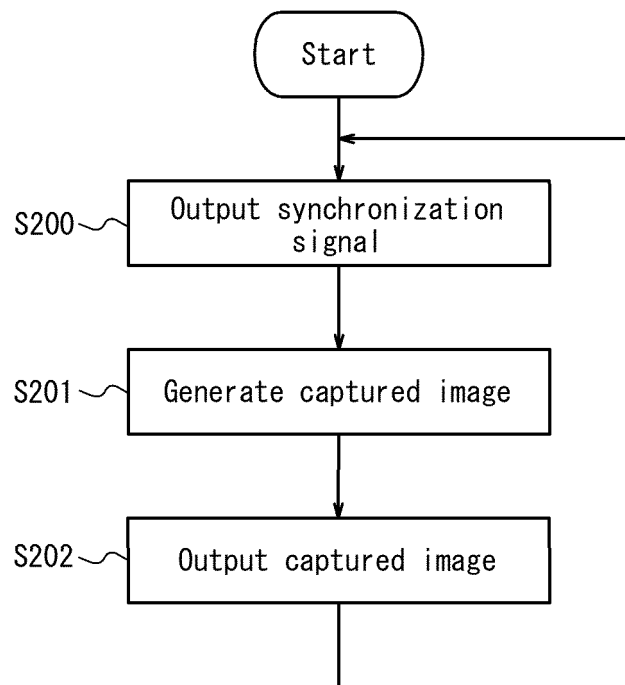 Start
S200
Output synchronization
signal
S201
Generate captured image
S202
Output captured image